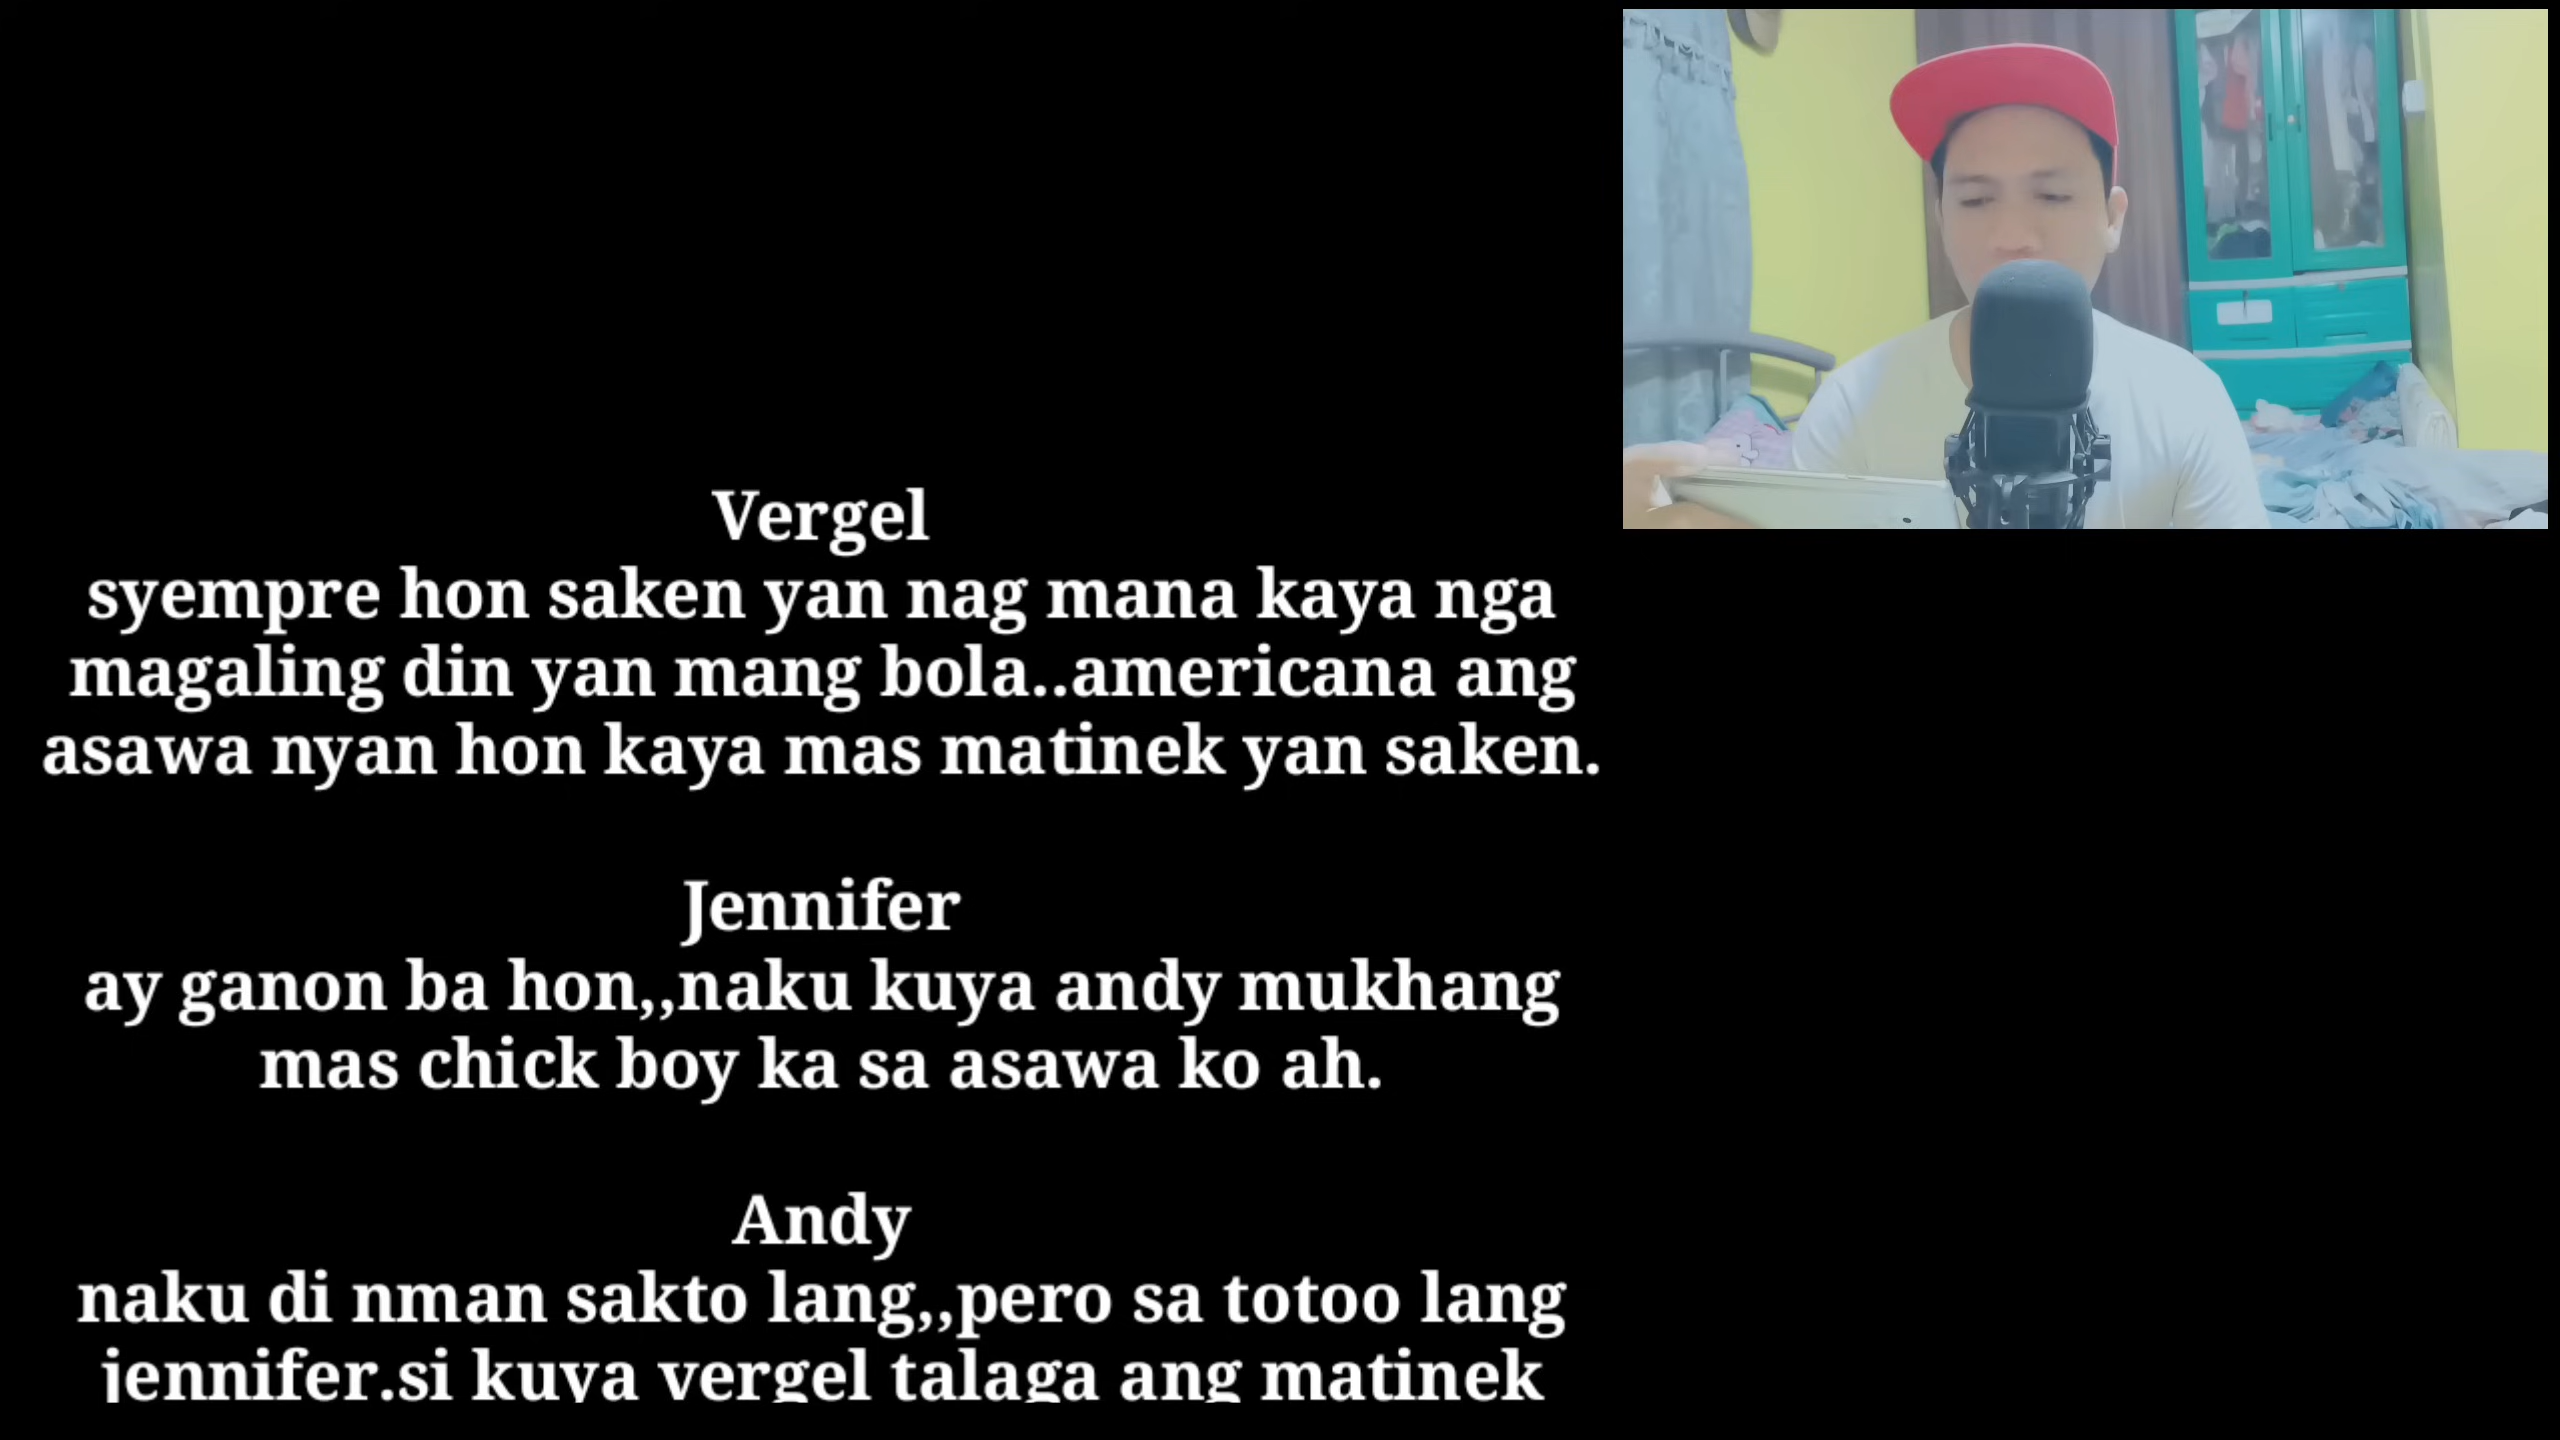 Vergel
syempre hon saken yan nag mana kaya nga
magaling din yan mang bola..americana ang
asawa nyan hon kaya mas matinek yan saken.
Jennifer
ay ganon ba hon,,naku kuya andy mukhang
mas chick boy ka sa asawa ko ah.
Andy
naku di nman sakto lang,,pero sa totoo lang
jennifer.si kuya vergel talaga ang matinek